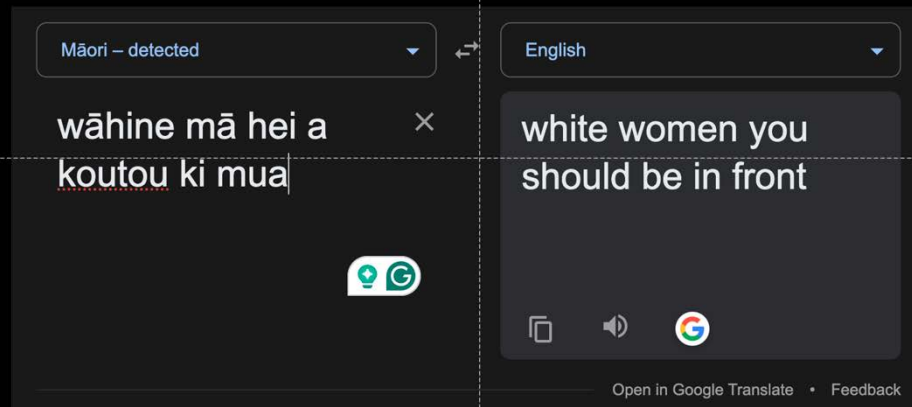 Māori – detected
English
wāhine mā hei a
koutou ki mua
white women you
should be in front
Open in Google Translate • Feedback